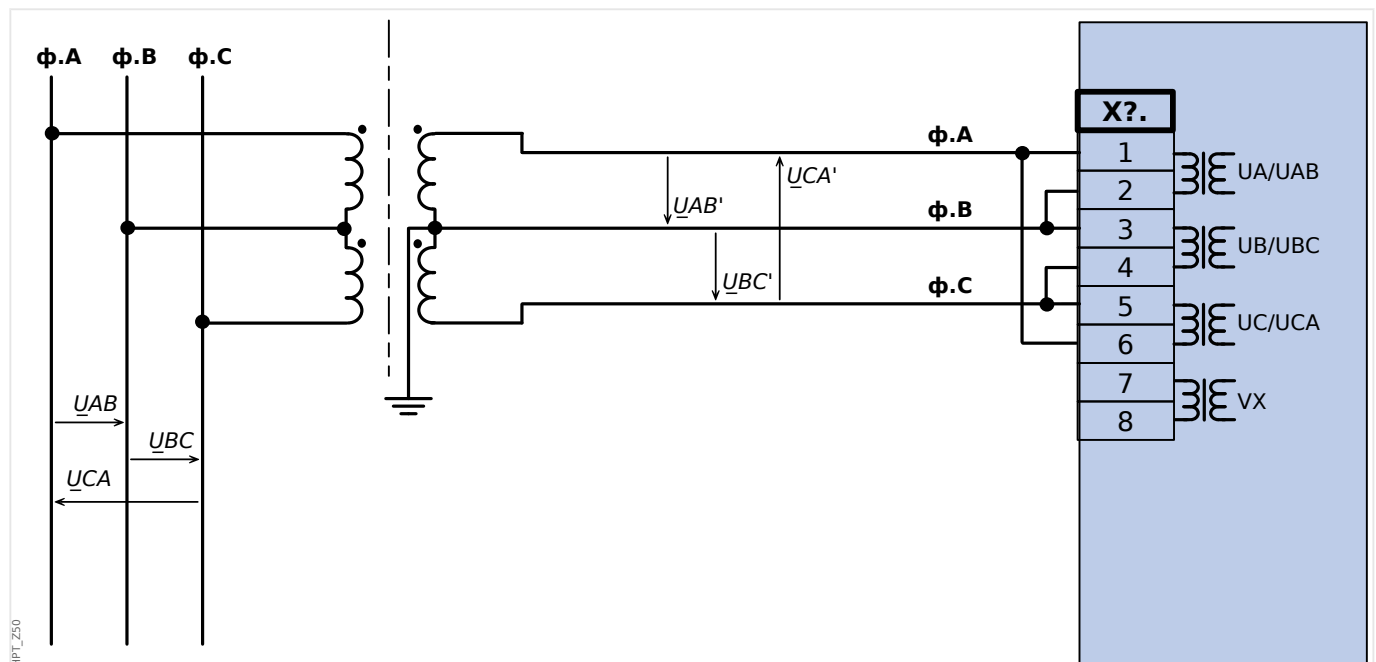 ф.A ф.B ф.C
X?.
ф.A
1
UA/UAB
UCA'
2
UAB'
ф.B
3
UB/UBC
4
UBC'
ф.C
5
UC/UCA
6
7
VX
8
UAB
UBC
UCA